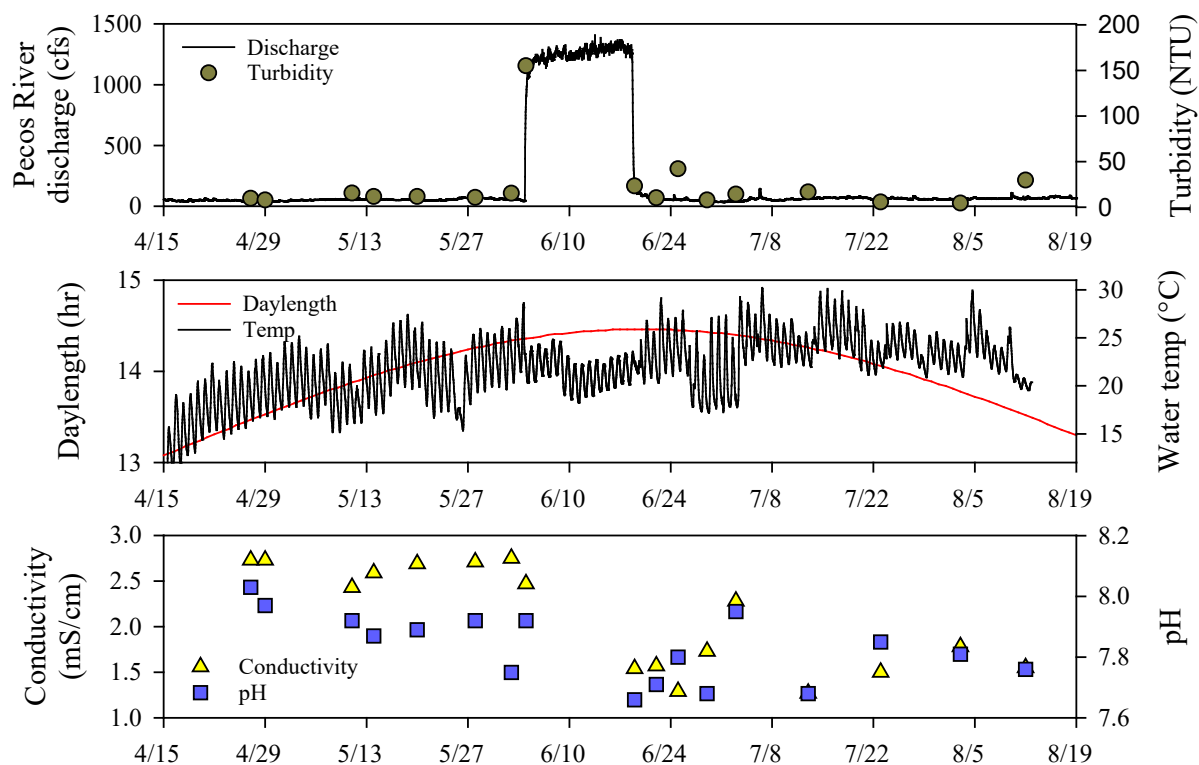 Pecos River
discharge (cfs)
1500
1000
500
0
Discharge
Turbidity
200
150
100
50
0
Turbidity (NTU)
4/15 4/29 5/13 5/27 6/10 6/24 7/8 7/22 8/5 8/19
Daylength (hr)
15
14
13
Daylength
Temp
30
25
20
15
Water temp (°C)
4/15 4/29 5/13 5/27 6/10 6/24 7/8 7/22 8/5 8/19
Conductivity
(mS/cm)
3.0
2.5
2.0
1.5
1.0
Conductivity
pH
8.2
8.0
7.8
7.6
pH
4/15 4/29 5/13 5/27 6/10 6/24 7/8 7/22 8/5 8/19